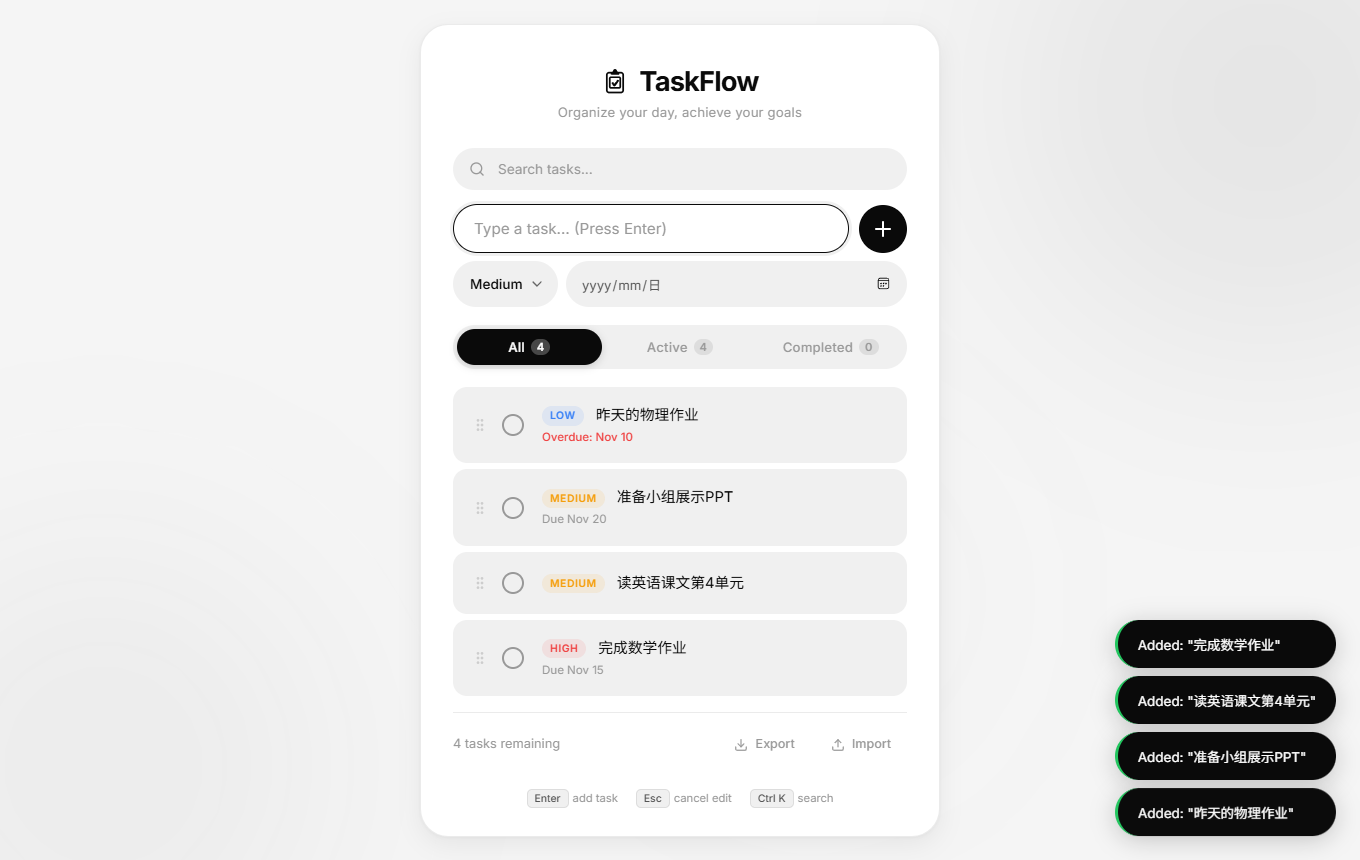 TaskFlow
Organize your day, achieve your goals
Search tasks...
Type a task... (Press Enter)
Medium
yyyy/mm/日
All 4
Active 4
Completed 0
LOW 昨天的物理作业
Overdue: Nov 10
MEDIUM 准备小组展示PPT
Due Nov 20
MEDIUM 读英语课文第4单元
HIGH 完成数学作业
Due Nov 15
4 tasks remaining
Export
Import
Enter add task Esc cancel edit Ctrl K search
Added: "完成数学作业"
Added: "读英语课文第4单元"
Added: "准备小组展示PPT"
Added: "昨天的物理作业"